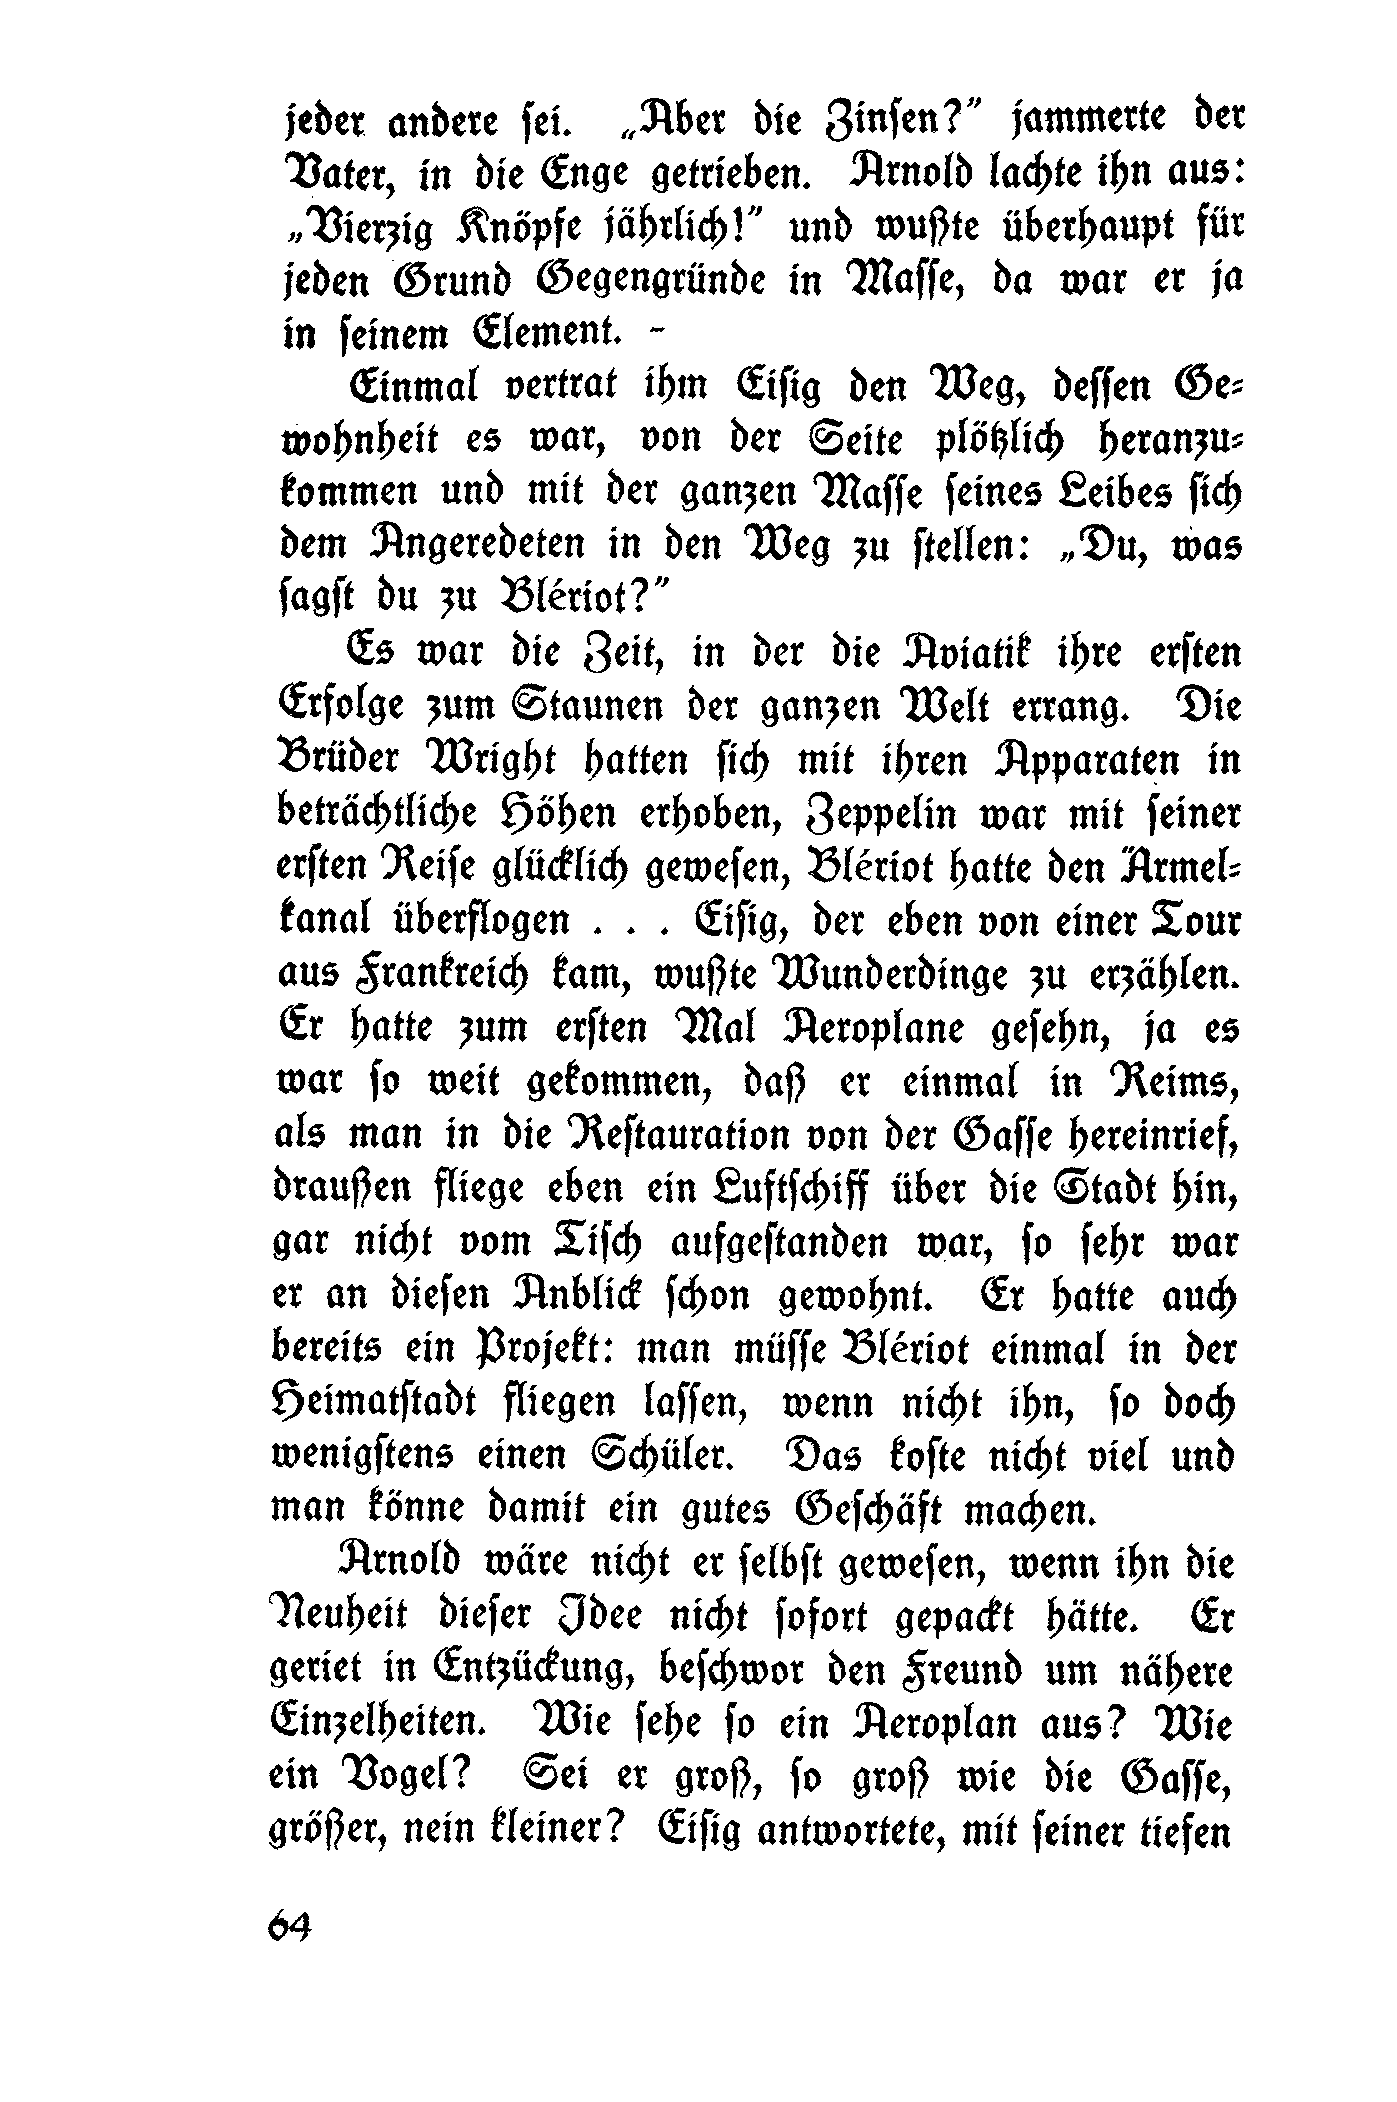 jeder andere sei. „Aber die Zinsen?” jammerte der
Vater, in die Enge getrieben. Arnold lachte ihn aus:
„Vierzig Knöpfe jährlich!” und wußte überhaupt für
jeden Grund Gegengründe in Masse, da war er ja
in seinem Element. -
Einmal vertrat ihm Eisig den Weg, dessen Ge-
wohnheit es war, von der Seite plötzlich heranzu-
kommen und mit der ganzen Masse seines Leibes sich
dem Angeredeten in den Weg zu stellen: „Du, was
sagst du zu Blériot?”
Es war die Zeit, in der die Aviatik ihre ersten
Erfolge zum Staunen der ganzen Welt errang. Die
Brüder Wright hatten sich mit ihren Apparaten in
beträchtliche Höhen erhoben, Zeppelin war mit seiner
ersten Reise glücklich gewesen, Blériot hatte den Ärmel-
kanal überflogen . . . Eisig, der eben von einer Tour
aus Frankreich kam, wußte Wunderdinge zu erzählen.
Er hatte zum ersten Mal Aeroplane gesehn, ja es
war so weit gekommen, daß er einmal in Reims,
als man in die Restauration von der Gasse hereinrief,
draußen fliege eben ein Luftschiff über die Stadt hin,
gar nicht vom Tisch aufgestanden war, so sehr war
er an diesen Anblick schon gewohnt. Er hatte auch
bereits ein Projekt: man müsse Blériot einmal in der
Heimatstadt fliegen lassen, wenn nicht ihn, so doch
wenigstens einen Schüler. Das koste nicht viel und
man könne damit ein gutes Geschäft machen.
Arnold wäre nicht er selbst gewesen, wenn ihn die
Neuheit dieser Idee nicht sofort gepackt hätte. Er
geriet in Entzückung, beschwor den Freund um nähere
Einzelheiten. Wie sehe so ein Aeroplan aus? Wie
ein Vogel? Sei er groß, so groß wie die Gasse,
größer, nein kleiner? Eisig antwortete, mit seiner tiefen
64